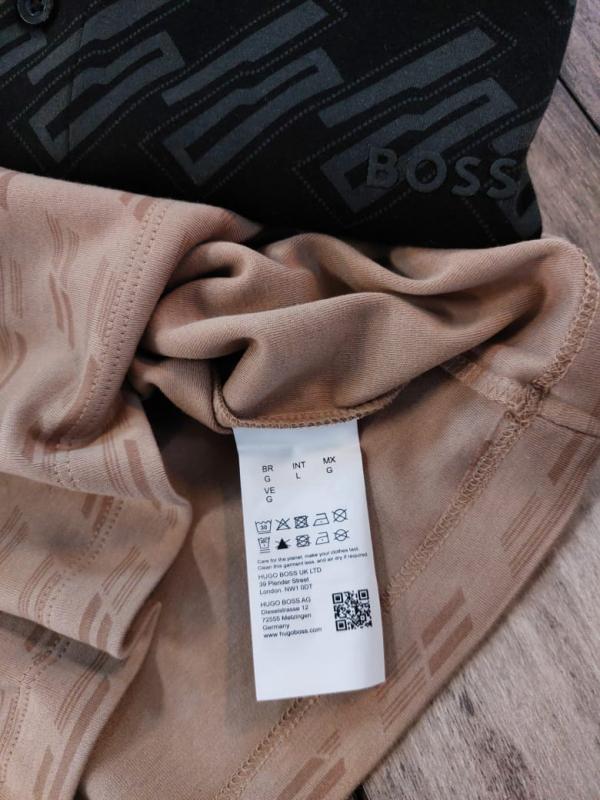 BOSS
BR INT MX
G L G
VE
G
30
Care for the planet, make your clothes last.
Clean this garment less, and air dry if required.
HUGO BOSS UK LTD
39 Plender Street
London. NW1 0DT
HUGO BOSS AG
Dieselstrasse 12
72555 Metzingen
Germany
www.hugoboss.com